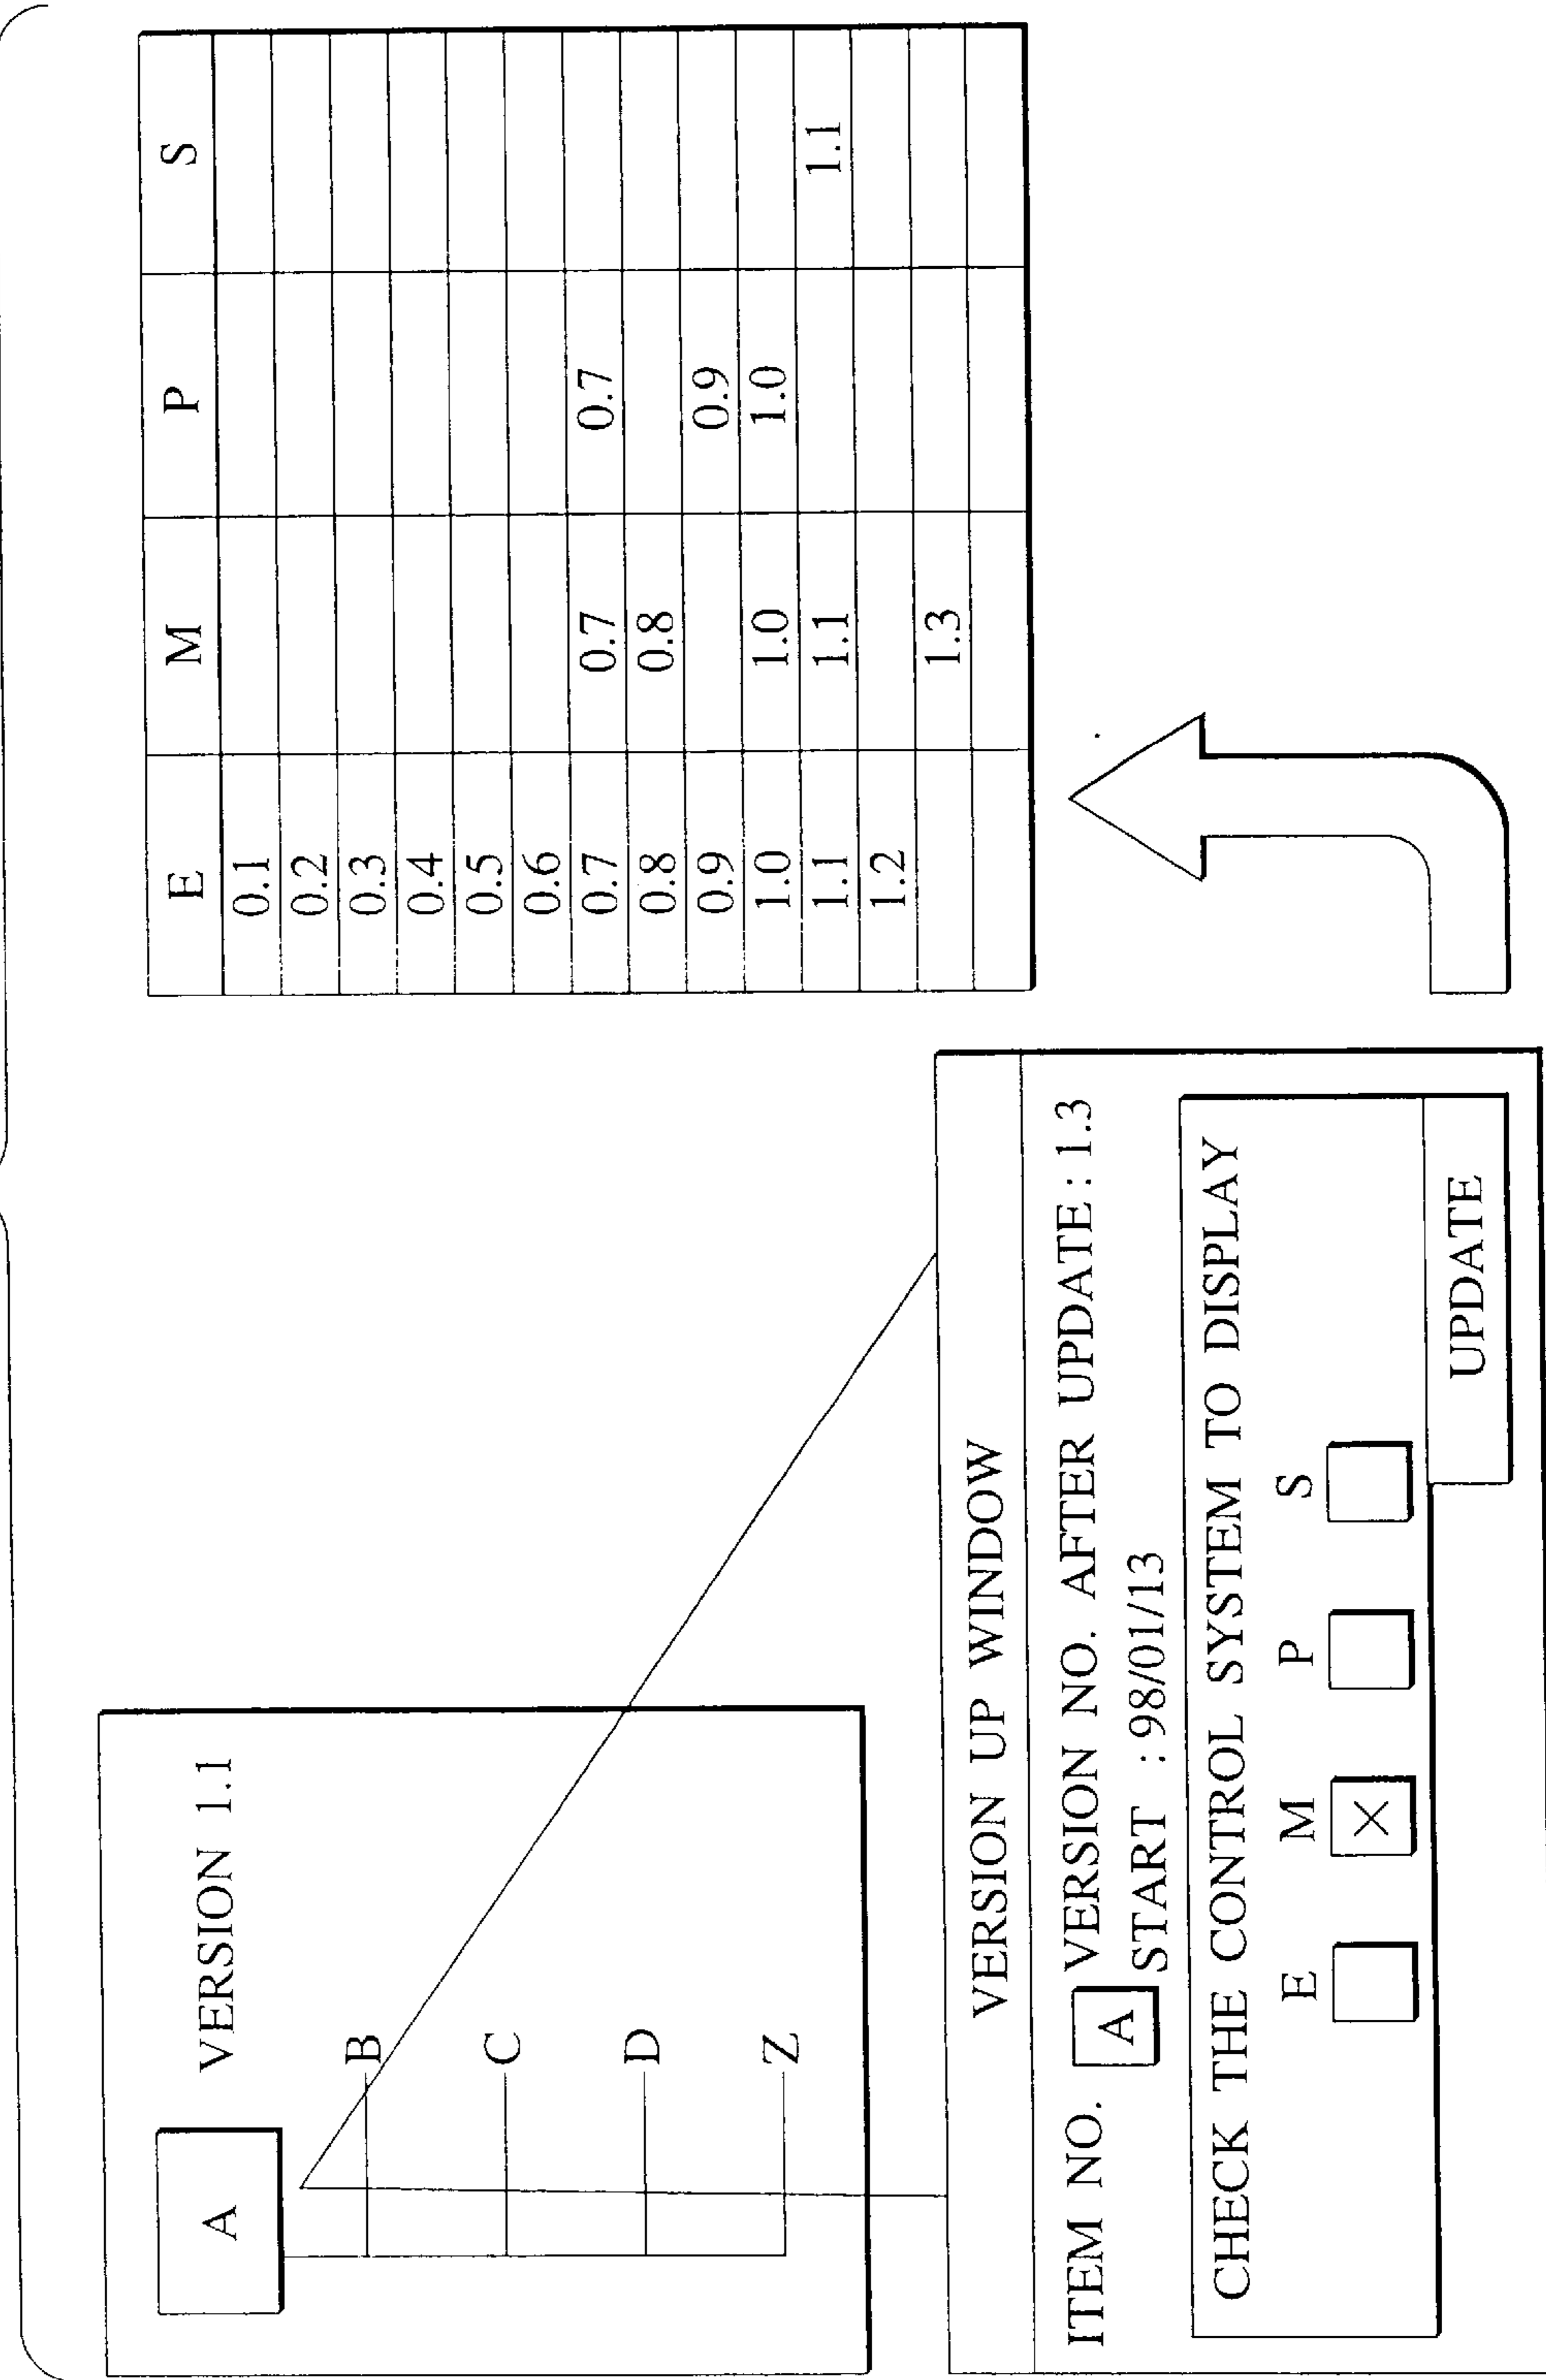 A VERSION 1.1
B
C
D
Z
VERSION UP WINDOW
ITEM NO. A VERSION NO. AFTER UPDATE : 1.3
START : 98/01/13
CHECK THE CONTROL SYSTEM TO DISPLAY
E M P S
X
UPDATE
E M P S
0.1
0.2
0.3
0.4
0.5
0.6
0.7 0.7 0.7
0.8 0.8
0.9 0.9
1.0 1.0 1.0
1.1 1.1 1.1
1.2
1.3